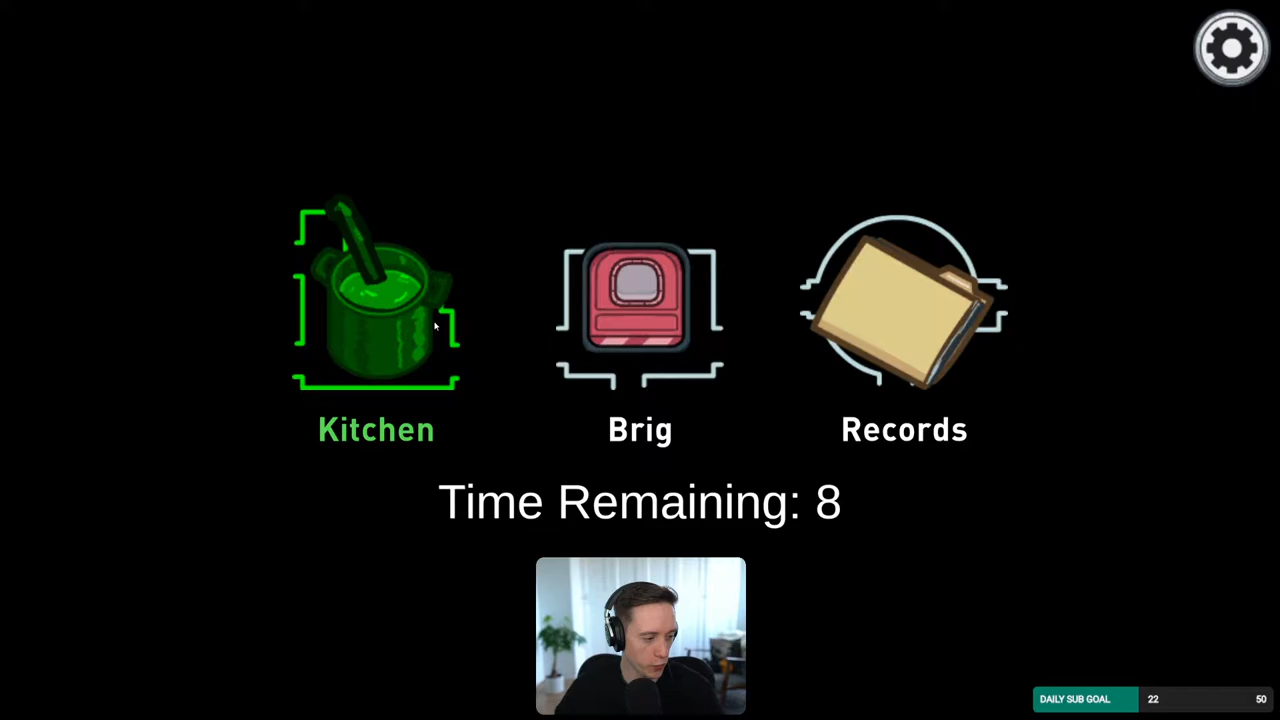 Kitchen
Brig
Records
Time Remaining: 8
DAILY SUB GOAL 22 50